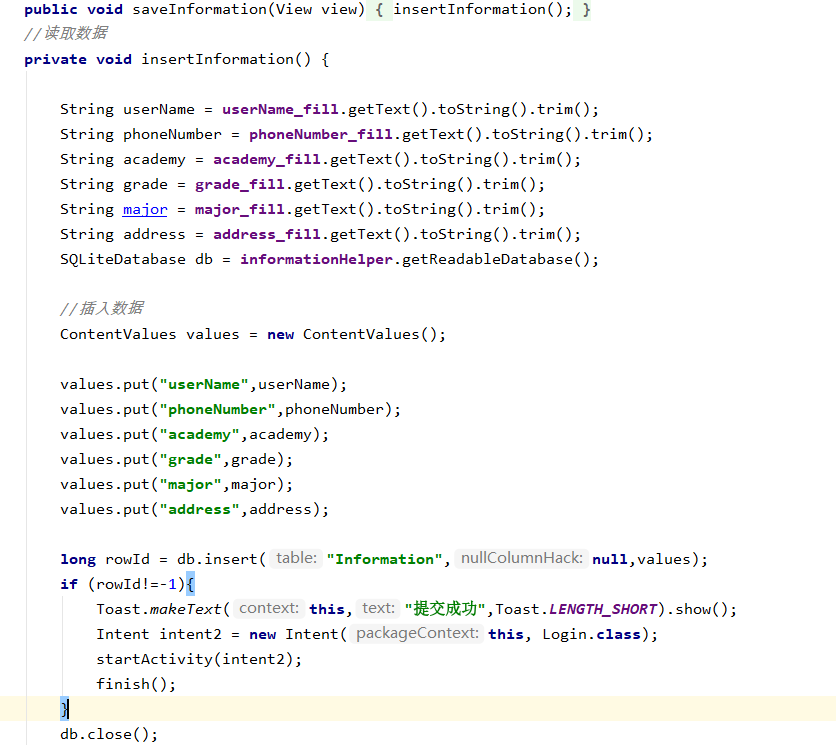 public void saveInformation(View view) { insertInformation(); }
//读取数据
private void insertInformation() {
String userName = userName_fill.getText().toString().trim();
String phoneNumber = phoneNumber_fill.getText().toString().trim();
String academy = academy_fill.getText().toString().trim();
String grade = grade_fill.getText().toString().trim();
String major = major_fill.getText().toString().trim();
String address = address_fill.getText().toString().trim();
SQLiteDatabase db = informationHelper.getReadableDatabase();
//插入数据
ContentValues values = new ContentValues();
values.put("userName",userName);
values.put("phoneNumber",phoneNumber);
values.put("academy",academy);
values.put("grade",grade);
values.put("major",major);
values.put("address",address);
long rowId = db.insert( table: "Information", nullColumnHack: null,values);
if (rowId!=-1){
Toast.makeText( context: this, text: "提交成功",Toast.LENGTH_SHORT).show();
Intent intent2 = new Intent( packageContext: this, Login.class);
startActivity(intent2);
finish();
}
db.close();